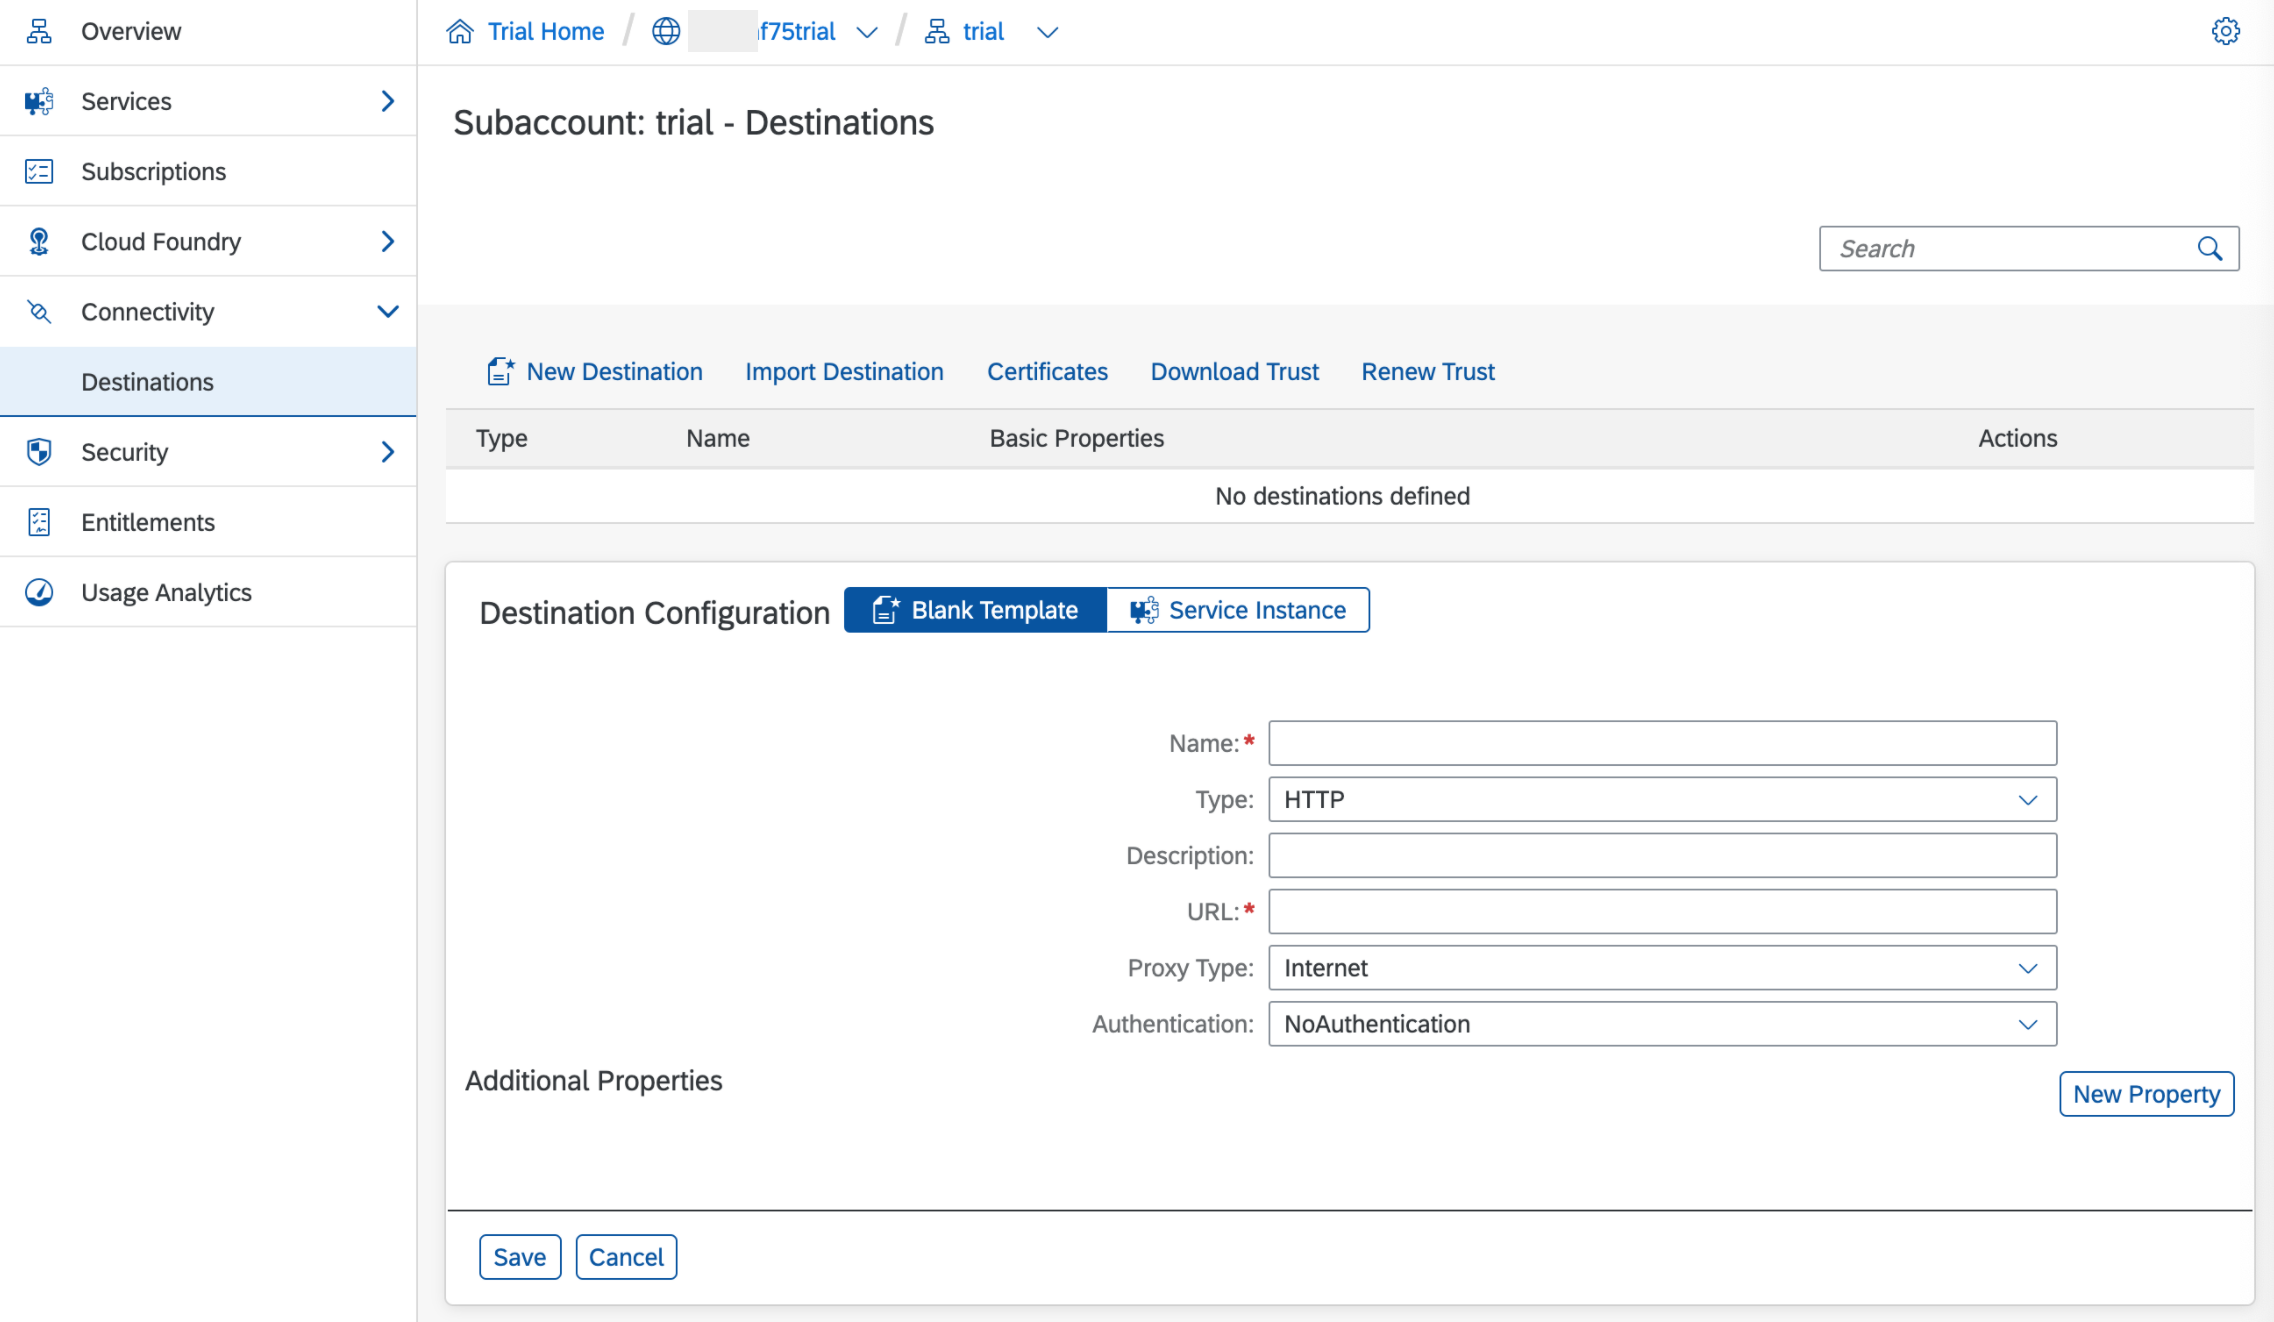 Overview
Services
Subscriptions
Cloud Foundry
Connectivity
Destinations
Security
Entitlements
Usage Analytics
Trial Home / f75trial / trial
Subaccount: trial - Destinations
Search
New Destination Import Destination Certificates Download Trust Renew Trust
Type Name Basic Properties Actions
No destinations defined
Destination Configuration Blank Template Service Instance
Name:*
Type: HTTP
Description:
URL:*
Proxy Type: Internet
Authentication: NoAuthentication
Additional Properties
New Property
Save Cancel